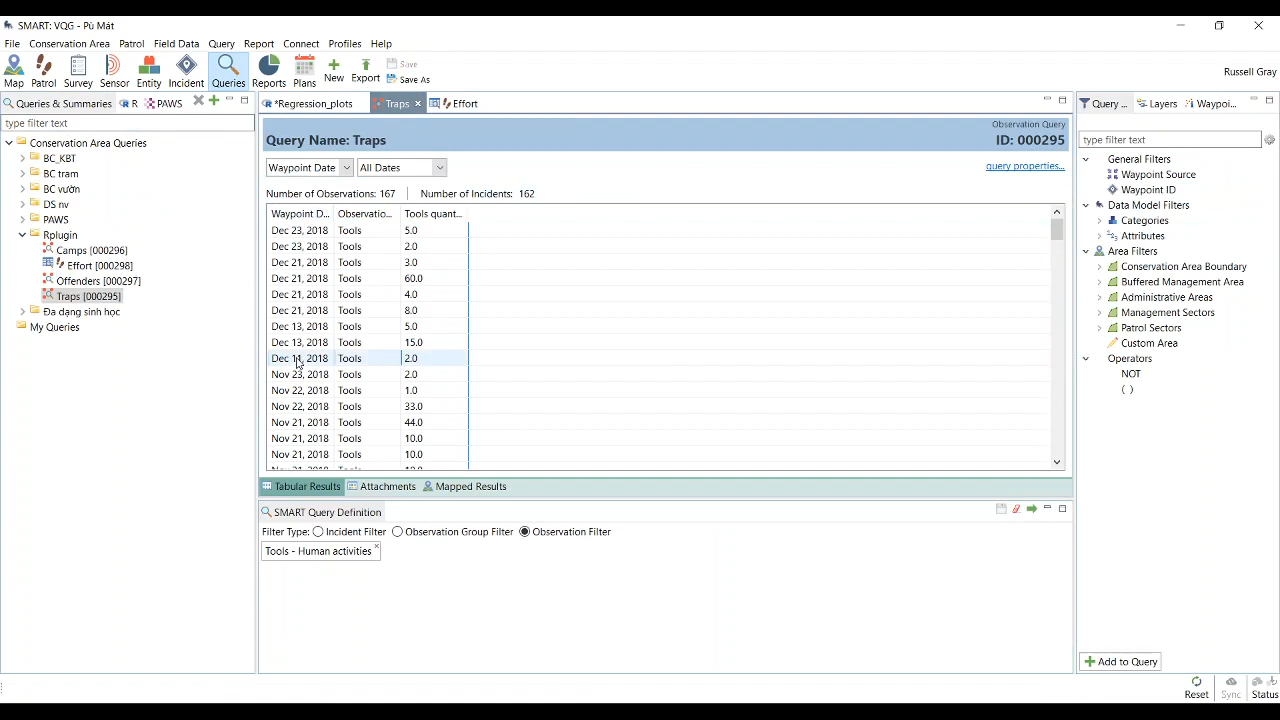 SMART: VQG - Pù Mát
File Conservation Area Patrol Field Data Query Report Connect Profiles Help
Map Patrol Survey Sensor Entity Incident Queries Reports Plans New Export Save
Save As
Russell Gray
Queries & Summaries R PAWS
*Regression_plots Traps Effort
Query ... Layers Waypoi...
type filter text
Conservation Area Queries
BC_KBT
BC tram
BC vườn
DS nv
PAWS
Rplugin
Camps [000296]
Effort [000298]
Offenders [000297]
Traps [000295]
Đa dạng sinh học
My Queries
Observation Query
Query Name: Traps ID: 000295
Waypoint Date All Dates query properties...
Number of Observations: 167 Number of Incidents: 162
Waypoint D... Observatio... Tools quant...
Dec 23, 2018 Tools 5.0
Dec 23, 2018 Tools 2.0
Dec 21, 2018 Tools 3.0
Dec 21, 2018 Tools 60.0
Dec 21, 2018 Tools 4.0
Dec 21, 2018 Tools 8.0
Dec 13, 2018 Tools 5.0
Dec 13, 2018 Tools 15.0
Dec 2018 Tools 2.0
Nov 23, 2018 Tools 2.0
Nov 22, 2018 Tools 1.0
Nov 22, 2018 Tools 33.0
Nov 21, 2018 Tools 44.0
Nov 21, 2018 Tools 10.0
Nov 21, 2018 Tools 10.0
Tabular Results Attachments Mapped Results
SMART Query Definition
Filter Type: Incident Filter Observation Group Filter Observation Filter
Tools - Human activities
type filter text
General Filters
Waypoint Source
Waypoint ID
Data Model Filters
Categories
Attributes
Area Filters
Conservation Area Boundary
Buffered Management Area
Administrative Areas
Management Sectors
Patrol Sectors
Custom Area
Operators
NOT
( )
Add to Query
Reset Sync Status